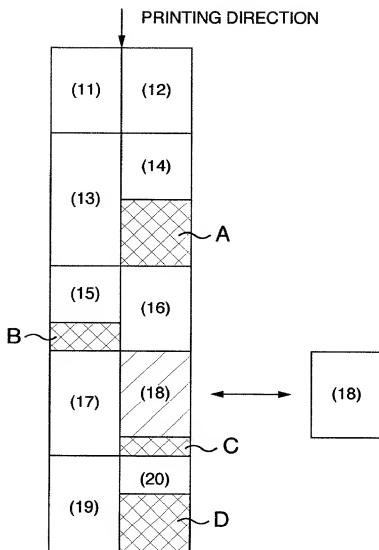 PRINTING DIRECTION
(11) (12)
(14)
(13)
A
(15)
(16)
B
(18) (18)
(17)
C
(20)
(19)
D